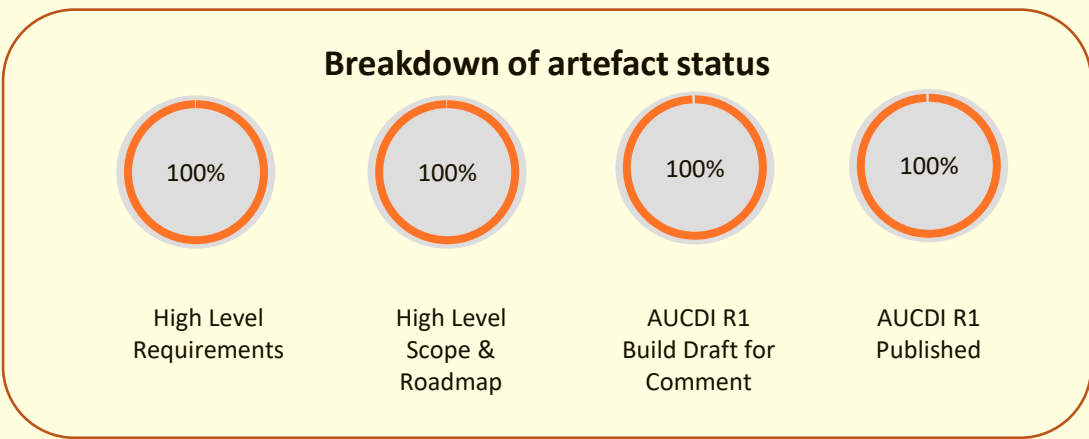 Breakdown of artefact status
100%
100%
100%
100%
High Level
Requirements
High Level
Scope &
Roadmap
AUCDI R1
Build Draft for
Comment
AUCDI R1
Published